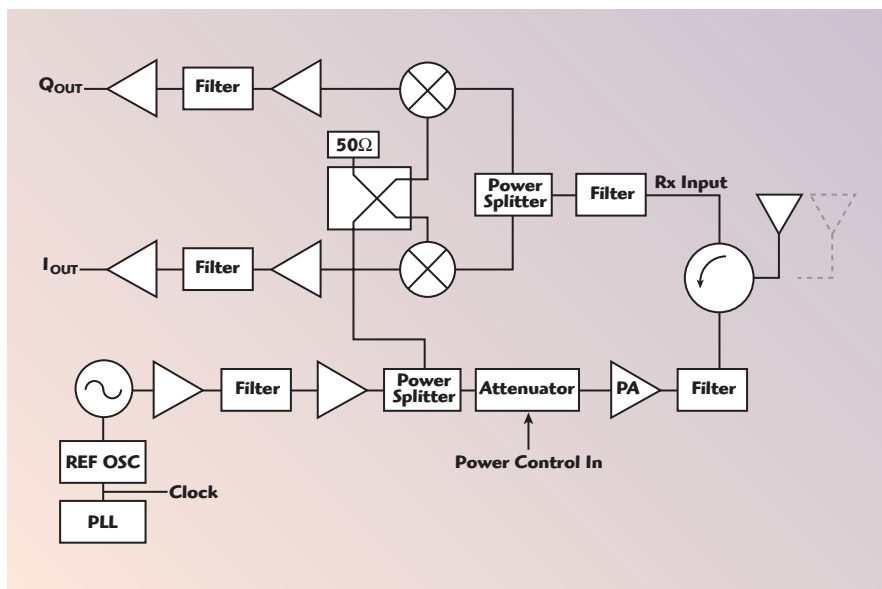 QOUT
Filter
50Ω
Power
Splitter
Filter
Rx Input
IOUT
Filter
Filter
Power
Splitter
Attenuator
PA
Filter
REF OSC
Power Control In
Clock
PLL